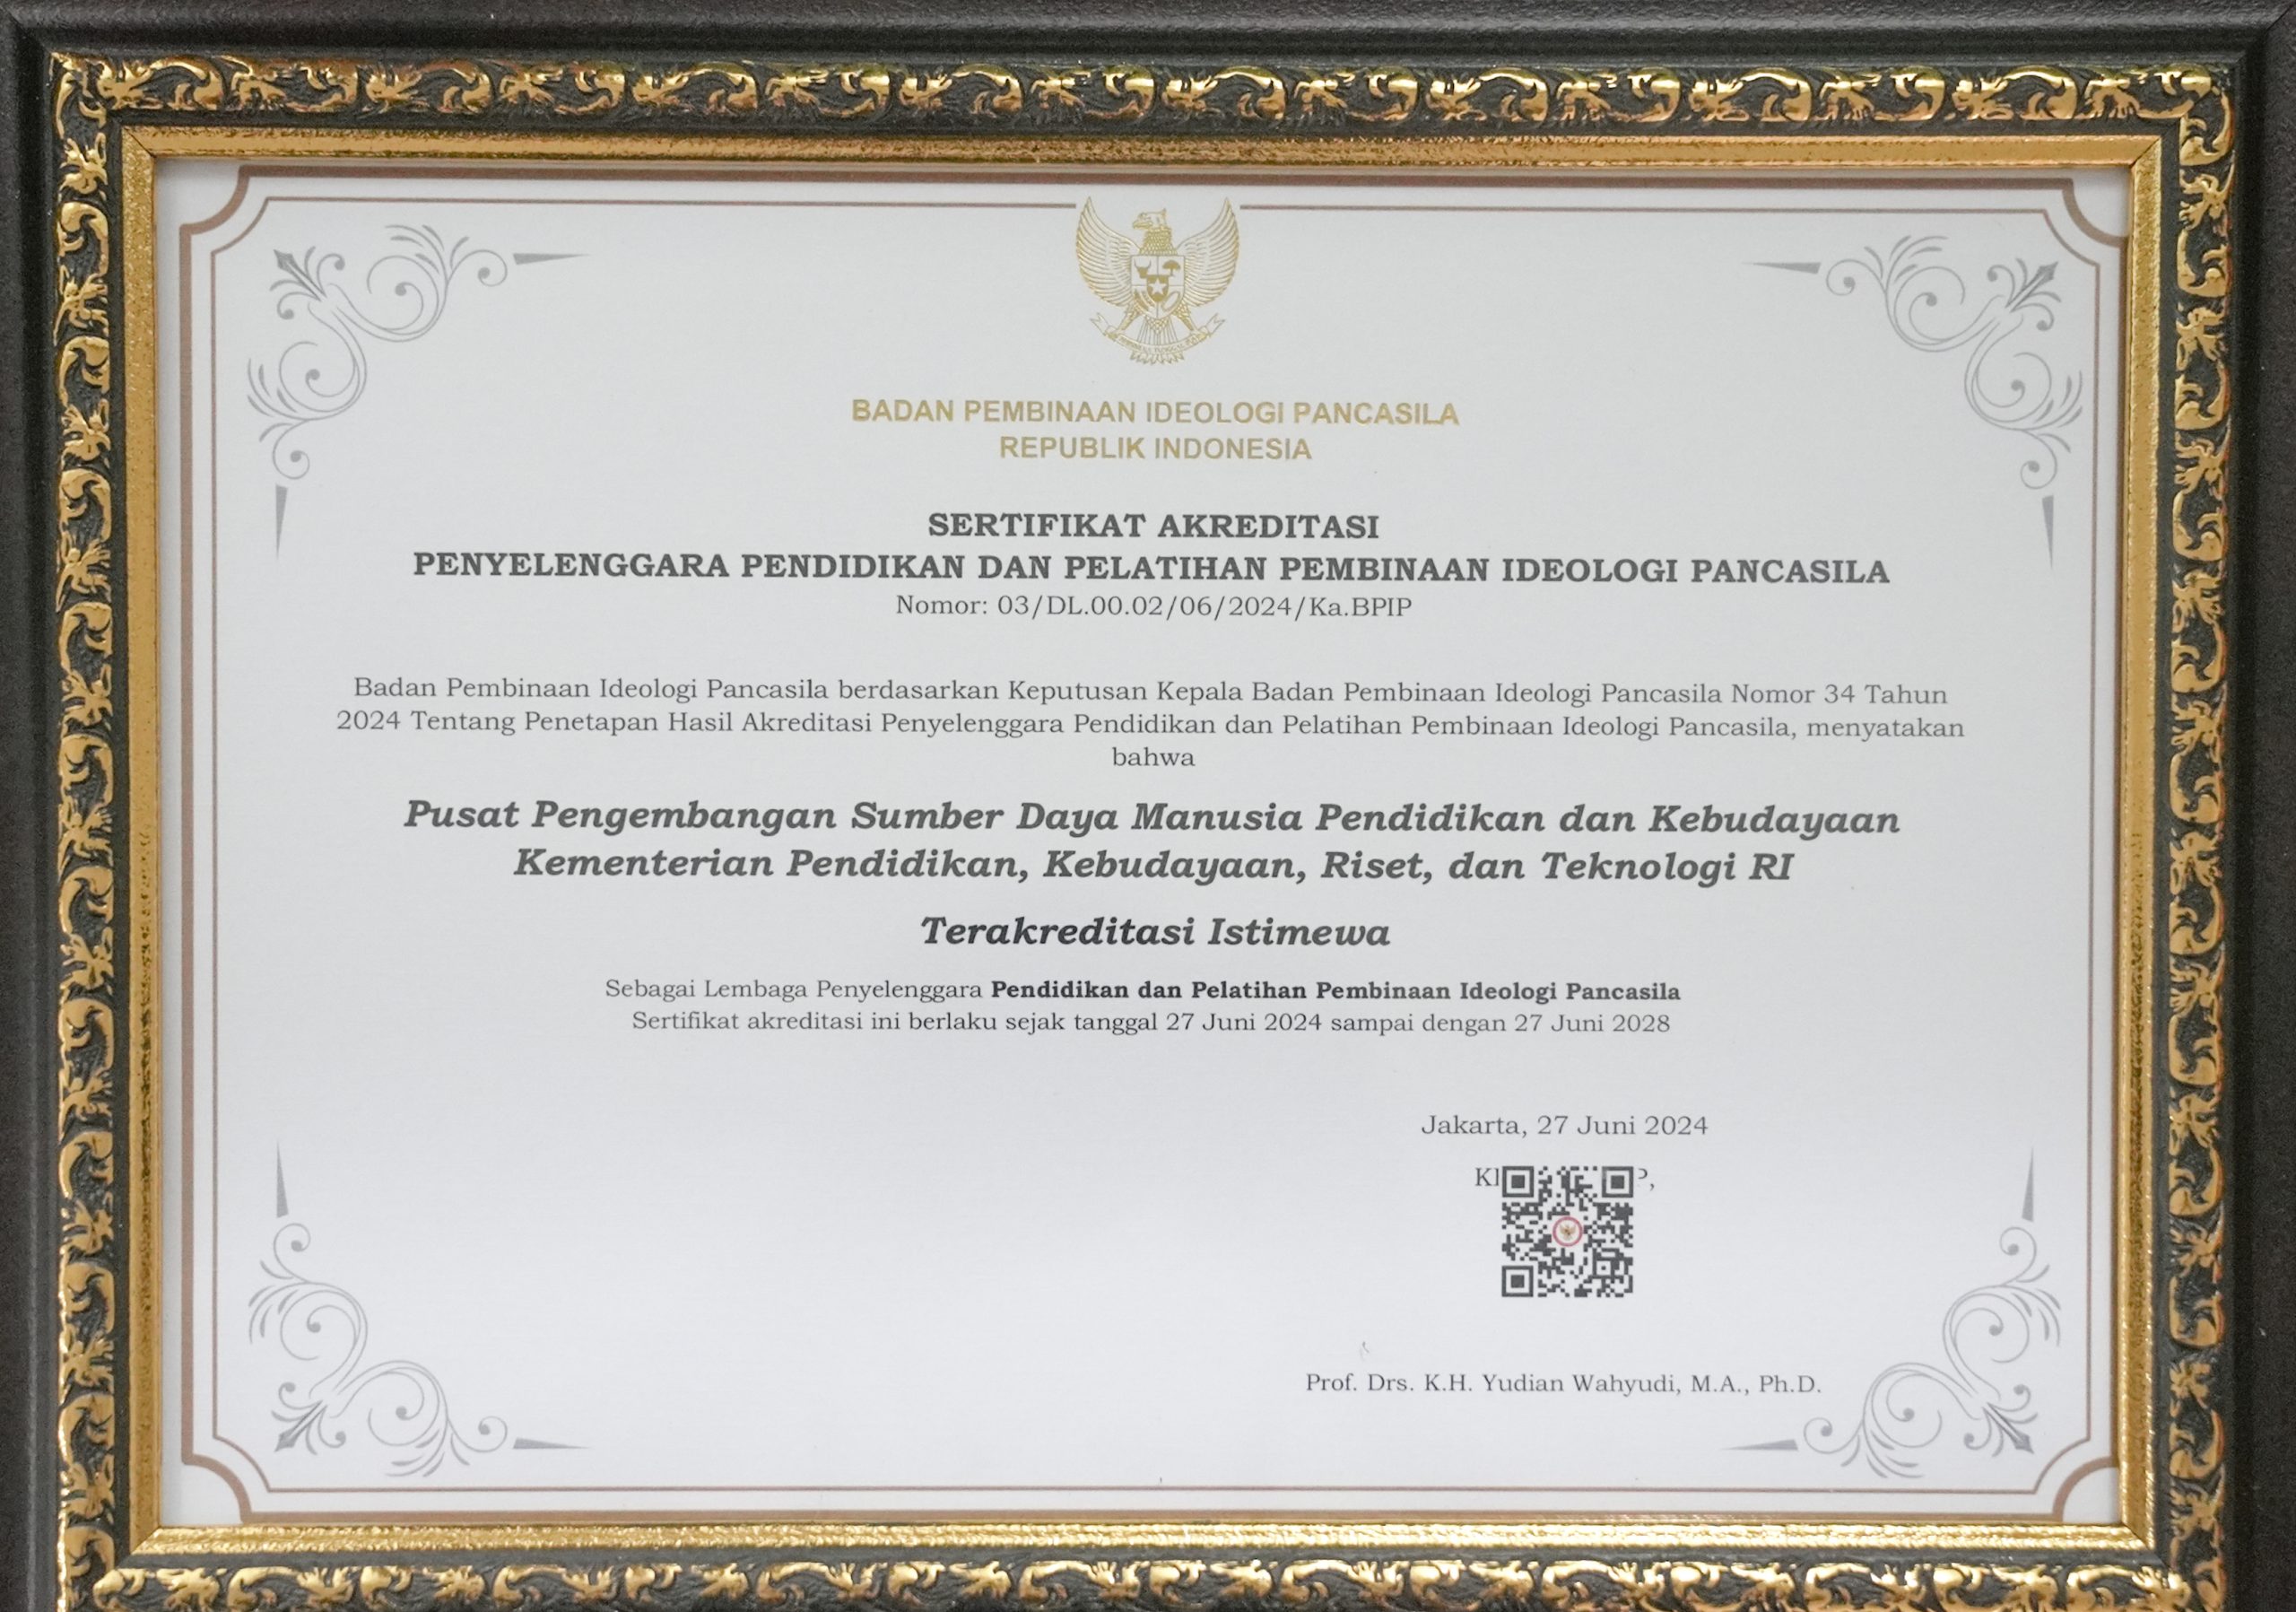 BADAN PEMBINAAN IDEOLOGI PANCASILA
REPUBLIK INDONESIA
SERTIFIKAT AKREDITASI
PENYELENGGARA PENDIDIKAN DAN PELATIHAN PEMBINAAN IDEOLOGI PANCASILA
Nomor: 03/DL.00.02/06/2024/Ka.BPIP
Badan Pembinaan Ideologi Pancasila berdasarkan Keputusan Kepala Badan Pembinaan Ideologi Pancasila Nomor 34 Tahun
2024 Tentang Penetapan Hasil Akreditasi Penyelenggara Pendidikan dan Pelatihan Pembinaan Ideologi Pancasila, menyatakan
bahwa
Pusat Pengembangan Sumber Daya Manusia Pendidikan dan Kebudayaan
Kementerian Pendidikan, Kebudayaan, Riset, dan Teknologi RI
Terakreditasi Istimewa
Sebagai Lembaga Penyelenggara Pendidikan dan Pelatihan Pembinaan Ideologi Pancasila
Sertifikat akreditasi ini berlaku sejak tanggal 27 Juni 2024 sampai dengan 27 Juni 2028
Jakarta, 27 Juni 2024
Prof. Drs. K.H. Yudian Wahyudi, M.A., Ph.D.